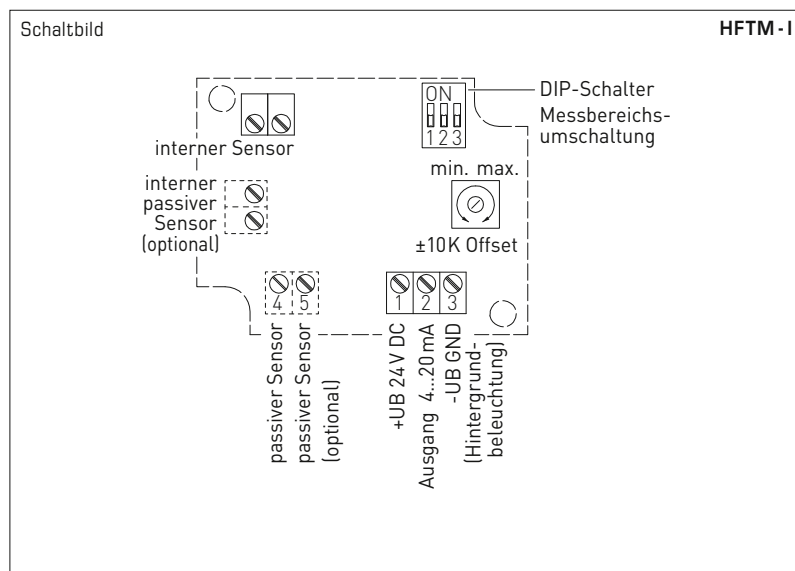 Schaltbild
HFTM - I
ON
1 2 3
DIP-Schalter
Messbereichs-
umschaltung
interner Sensor
interner
passiver
Sensor
(optional)
min. max.
±10K Offset
4 5
1 2 3
passiver Sensor
passiver Sensor
(optional)
+UB 24V DC
Ausgang 4...20mA
-UB GND
(Hintergrund-
beleuchtung)